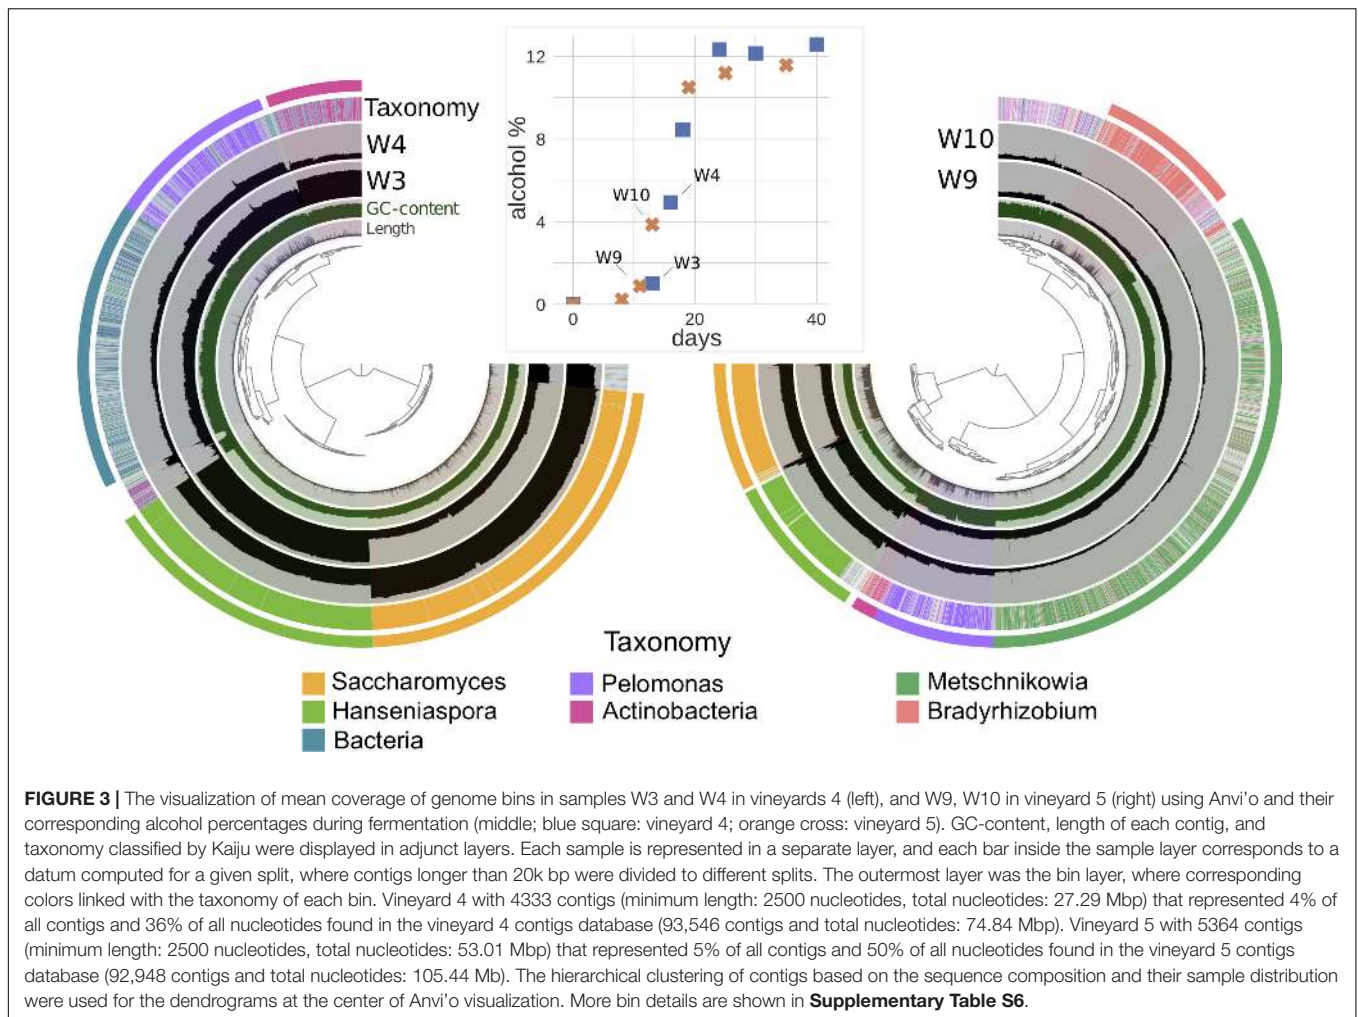 Taxonomy
W4
W3
GC-content
Length
12
8
4
0
alcohol %
W10
W4
W9
W3
0
20
40
days
W10
W9
Taxonomy
Saccharomyces
Pelomonas
Metschnikowia
Hanseniaspora
Actinobacteria
Bradyrhizobium
Bacteria
FIGURE 3 | The visualization of mean coverage of genome bins in samples W3 and W4 in vineyards 4 (left), and W9, W10 in vineyard 5 (right) using Anvi'o and their
corresponding alcohol percentages during fermentation (middle; blue square: vineyard 4; orange cross: vineyard 5). GC-content, length of each contig, and
taxonomy classified by Kaiju were displayed in adjunct layers. Each sample is represented in a separate layer, and each bar inside the sample layer corresponds to a
datum computed for a given split, where contigs longer than 20k bp were divided to different splits. The outermost layer was the bin layer, where corresponding
colors linked with the taxonomy of each bin. Vineyard 4 with 4333 contigs (minimum length: 2500 nucleotides, total nucleotides: 27.29 Mbp) that represented 4% of
all contigs and 36% of all nucleotides found in the vineyard 4 contigs database (93,546 contigs and total nucleotides: 74.84 Mbp). Vineyard 5 with 5364 contigs
(minimum length: 2500 nucleotides, total nucleotides: 53.01 Mbp) that represented 5% of all contigs and 50% of all nucleotides found in the vineyard 5 contigs
database (92,948 contigs and total nucleotides: 105.44 Mb). The hierarchical clustering of contigs based on the sequence composition and their sample distribution
were used for the dendrograms at the center of Anvi'o visualization. More bin details are shown in Supplementary Table S6.